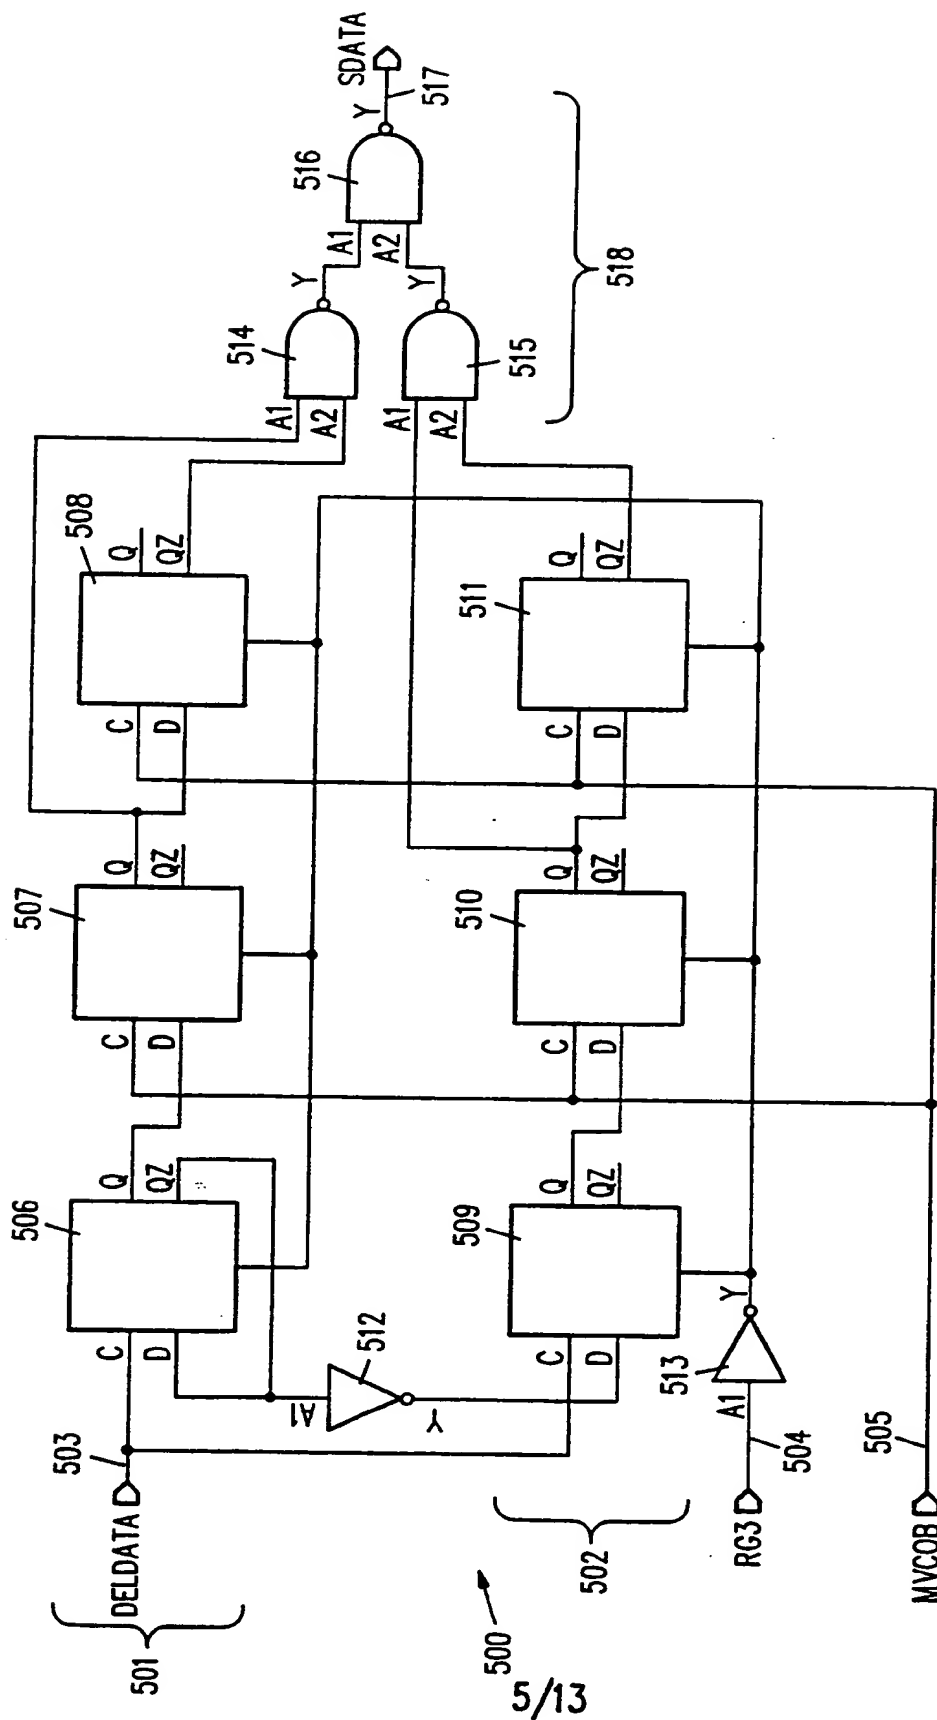 501
DELDATA
503
C
D
506
Q
QZ
C
D
507
Q
QZ
C
D
508
Q
QZ
A1
A2
514
Y
A1
A2
516
Y
SDATA
517
A1
512
Y
502
C
D
509
Q
QZ
C
D
510
Q
QZ
C
D
511
Q
QZ
A1
A2
515
Y
518
RG3
504
A1
513
Y
500
MVCOB
505
5/13